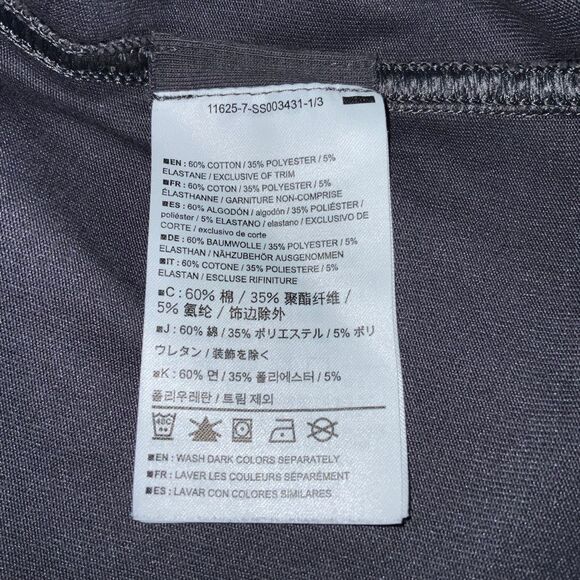 11625-7-SS003431-1/3
■EN : 60% COTTON / 35% POLYESTER / 5%
ELASTANE / EXCLUSIVE OF TRIM
■FR : 60% COTON / 35% POLYESTER / 5%
ÉLASTHANNE / GARNITURE NON-COMPRISE
■ES : 60% ALGODÓN / algodón / 35% POLIÉSTER /
poliéster / 5% ELASTANO / elastano / EXCLUSIVO DE
CORTE / exclusivo de corte
■DE : 60% BAUMWOLLE / 35% POLYESTER / 5%
ELASTHAN / NÄHZUBEHÖR AUSGENOMMEN
■IT : 60% COTONE / 35% POLIESTERE / 5%
ELASTAN / ESCLUSE RIFINITURE
■C : 60% 棉 / 35% 聚酯纤维 /
5% 氨纶 / 饰边除外
■J : 60% 綿 / 35% ポリエステル / 5% ポリ
ウレタン / 装飾を除く
■K : 60% 면 / 35% 폴리에스터 / 5%
폴리우레탄 / 트림 제외
40C
■EN : WASH DARK COLORS SEPARATELY
■FR : LAVER LES COULEURS SÉPARÉMENT
■ES : LAVAR CON COLORES SIMILARES